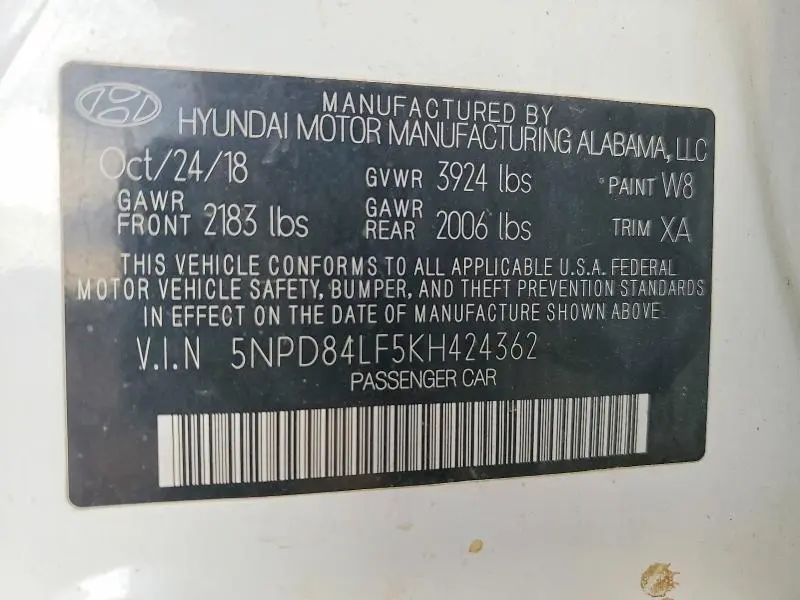 MANUFACTURED BY
HYUNDAI MOTOR MANUFACTURING ALABAMA, LLC
Oct/24/18 GVWR 3924 lbs PAINT W8
GAWR FRONT 2183 lbs GAWR REAR 2006 lbs TRIM XA
THIS VEHICLE CONFORMS TO ALL APPLICABLE U.S.A. FEDERAL
MOTOR VEHICLE SAFETY, BUMPER, AND THEFT PREVENTION STANDARDS
IN EFFECT ON THE DATE OF MANUFACTURE SHOWN ABOVE.
V.I.N 5NPD84LF5KH424362
PASSENGER CAR